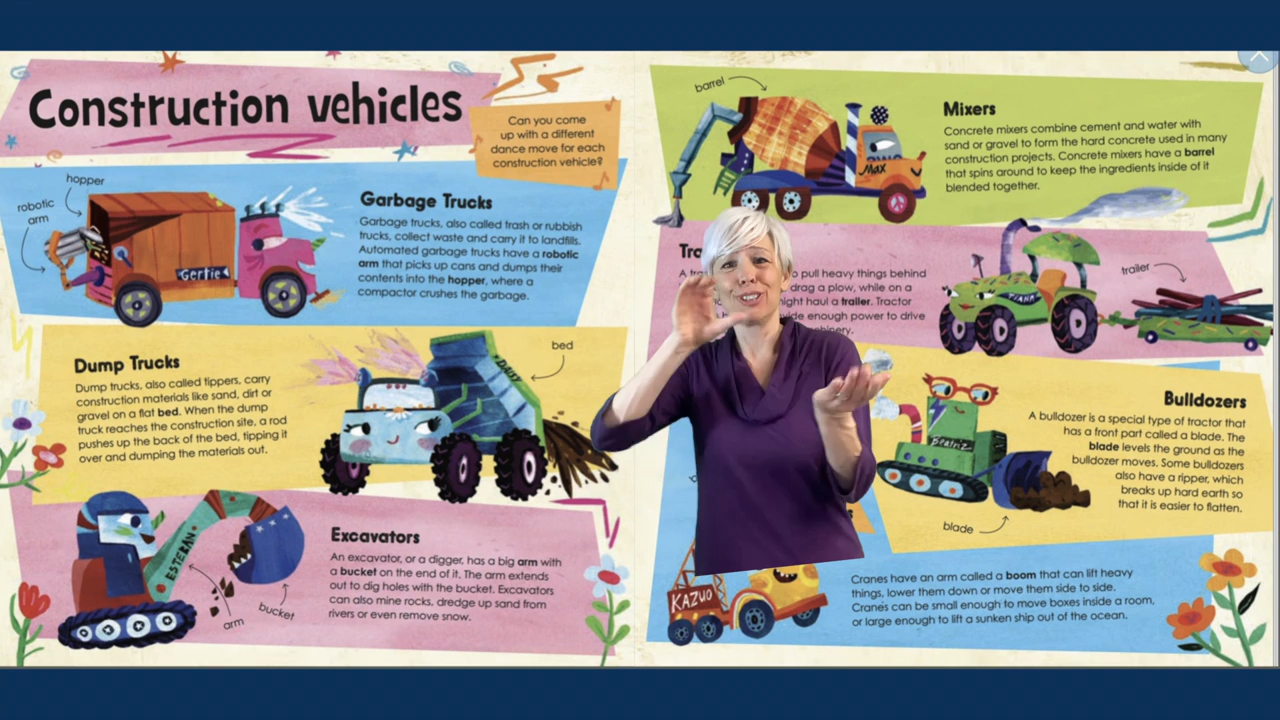 Construction vehicles
Can you come
up with a different
dance move for each
construction vehicle?
hopper
robotic
arm
Gertie
Garbage Trucks
Garbage trucks, also called trash or rubbish
trucks, collect waste and carry it to landfills.
Automated garbage trucks have a robotic
arm that picks up cans and dumps their
contents into the hopper, where a
compactor crushes the garbage.
Dump Trucks
Dump trucks, also called tippers, carry
construction materials like sand, dirt or
gravel on a flat bed. When the dump
truck reaches the construction site, a rod
pushes up the back of the bed, tipping it
over and dumping the materials out.
bed
DAISY
ESTEBAN
arm
bucket
Excavators
An excavator, or a digger, has a big arm with
a bucket on the end of it. The arm extends
out to dig holes with the bucket. Excavators
can also mine rocks, dredge up sand from
rivers or even remove snow.
barrel
Max
Mixers
Concrete mixers combine cement and water with
sand or gravel to form the hard concrete used in many
construction projects. Concrete mixers have a barrel
that spins around to keep the ingredients inside of it
blended together.
pull heavy things behind
drag a plow, while on a
haul a trailer. Tractor
enough power to drive
trailer
Bulldozers
A bulldozer is a special type of tractor that
has a front part called a blade. The
blade levels the ground as the
bulldozer moves. Some bulldozers
also have a ripper, which
breaks up hard earth so
that it is easier to flatten.
Beatriz
blade
KAZUO
Cranes have an arm called a boom that can lift heavy
things, lower them down or move them side to side.
Cranes can be small enough to move boxes inside a room,
or large enough to lift a sunken ship out of the ocean.